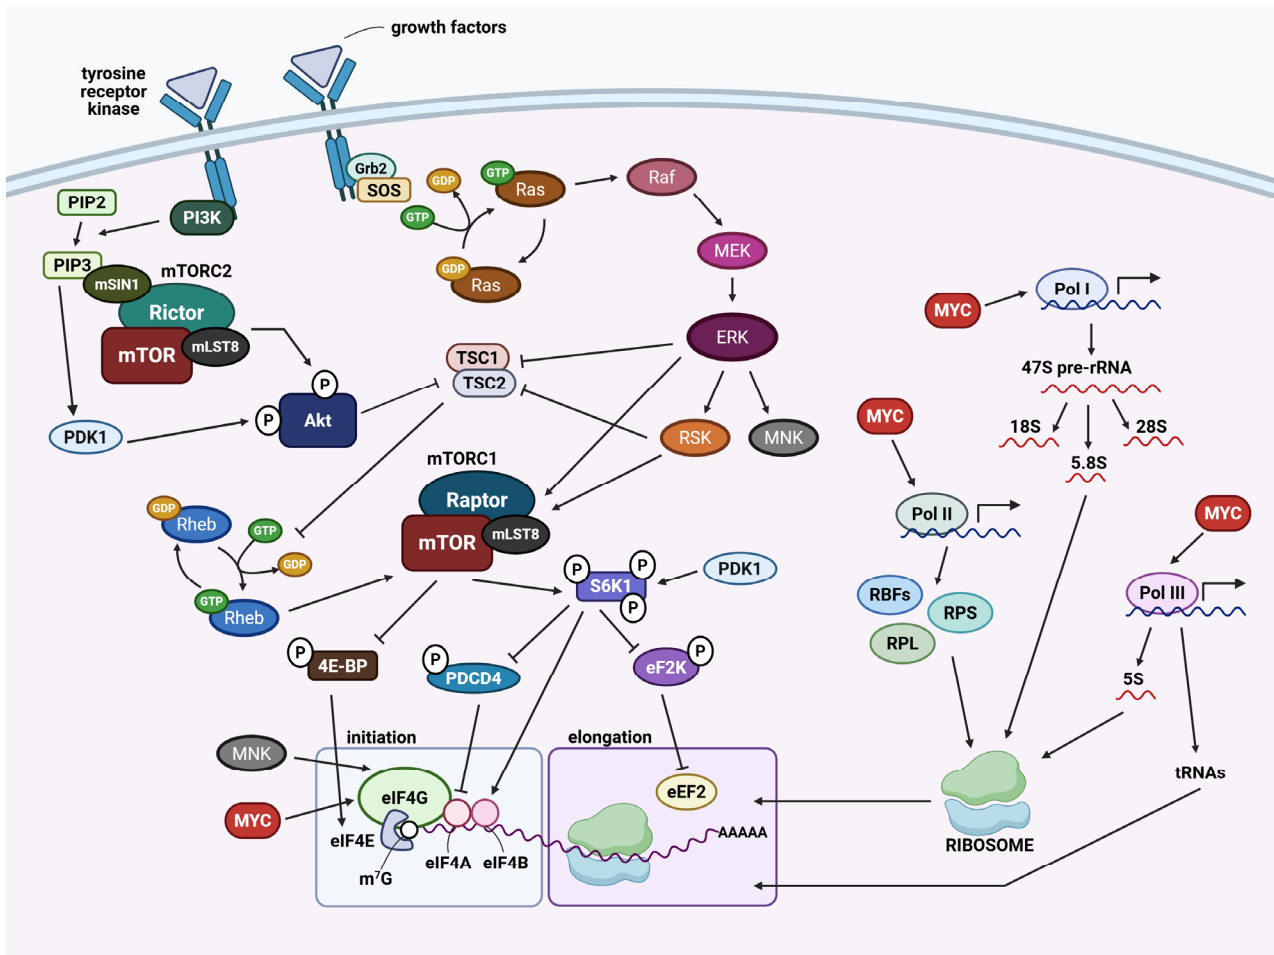 growth factors
tyrosine
receptor
kinase
Grb2
SOS
GDP
GTP
Ras
Raf
GTP
PIP2
PI3K
MEK
PIP3
mSIN1
mTORC2
GDP
Ras
Rictor
mTOR
mLST8
ERK
MYC
Pol I
TSC1
TSC2
47S pre-rRNA
P
P
Akt
PDK1
RSK
MNK
MYC
18S
28S
5.8S
mTORC1
Raptor
mTOR
mLST8
GDP
Rheb
GTP
GDP
Pol II
MYC
P
P
S6K1
P
PDK1
GTP
Rheb
RBFs
RPS
RPL
Pol III
P
4E-BP
P
PDCD4
P
eF2K
5S
initiation
elongation
MNK
tRNAs
eIF4G
eEF2
MYC
eIF4E
AAAAA
RIBOSOME
eIF4A
eIF4B
m7G